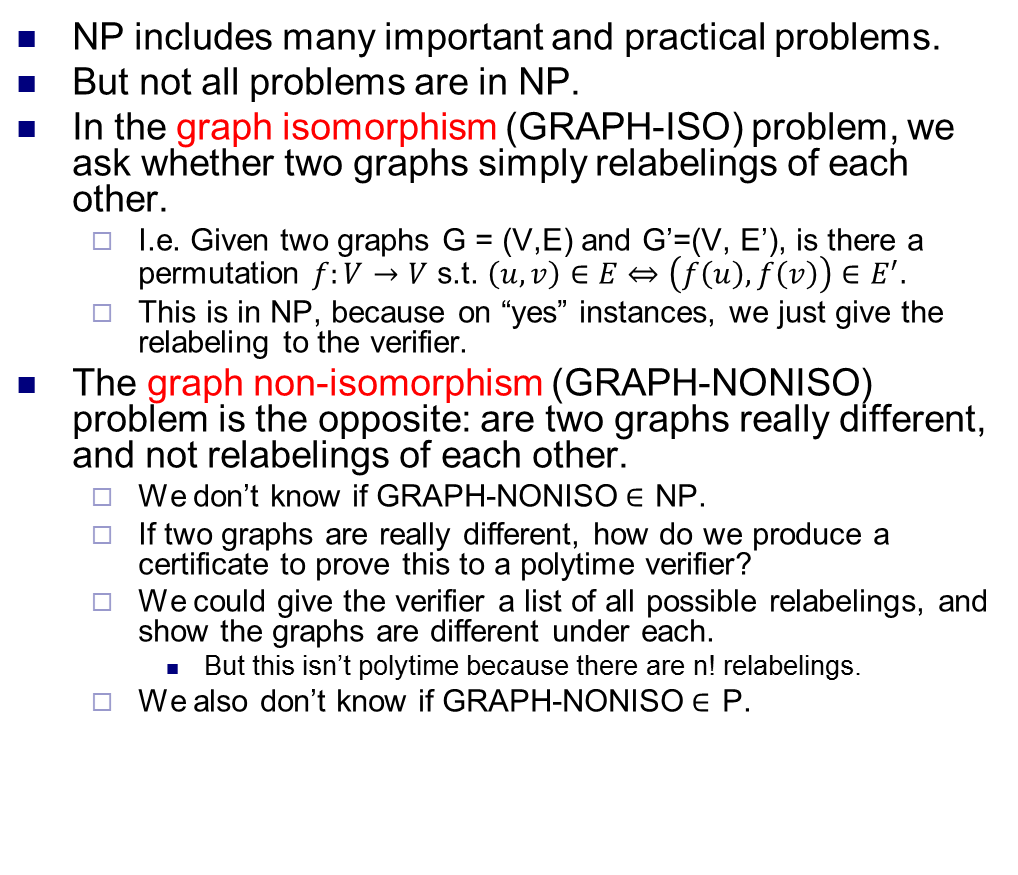 NP includes many important and practical problems.
But not all problems are in NP.
In the graph isomorphism (GRAPH-ISO) problem, we
ask whether two graphs simply relabelings of each
other.
I.e. Given two graphs G = (V,E) and G’=(V, E’), is there a
permutation 𝑓: 𝑉 → 𝑉 s.t. (𝑢, 𝑣) ∈ 𝐸 ⇔ (𝑓(𝑢), 𝑓(𝑣)) ∈ 𝐸′.
This is in NP, because on “yes” instances, we just give the
relabeling to the verifier.
The graph non-isomorphism (GRAPH-NONISO)
problem is the opposite: are two graphs really different,
and not relabelings of each other.
We don’t know if GRAPH-NONISO ∈ NP.
If two graphs are really different, how do we produce a
certificate to prove this to a polytime verifier?
We could give the verifier a list of all possible relabelings, and
show the graphs are different under each.
But this isn’t polytime because there are n! relabelings.
We also don’t know if GRAPH-NONISO ∈ P.